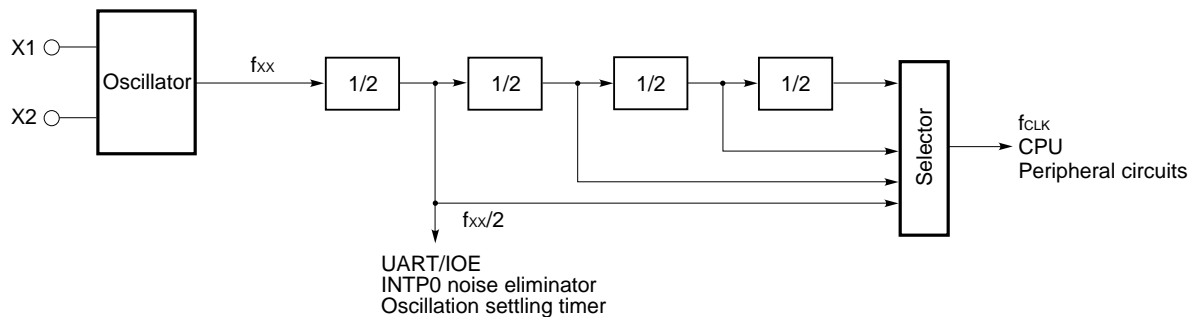 X1
X2
Oscillator
fXX
1/2
1/2
1/2
1/2
Selector
fCLK
CPU
Peripheral circuits
fXX/2
UART/IOE
INTP0 noise eliminator
Oscillation settling timer